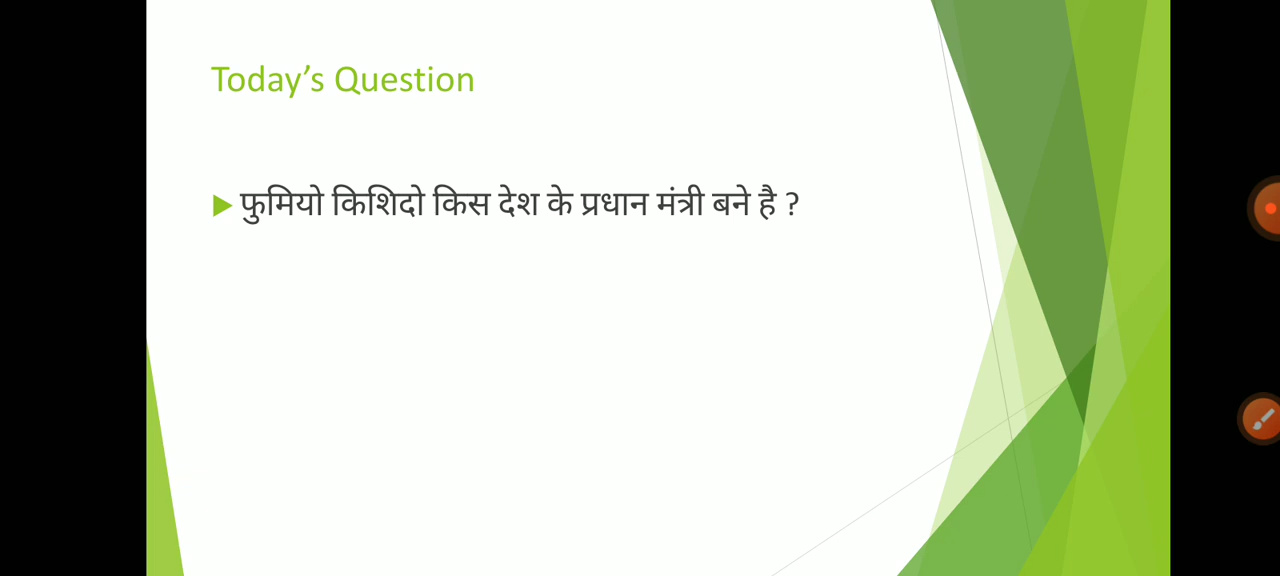 Today’s Question
फुमियो किशिदो किस देश के प्रधान मंत्री बने है ?